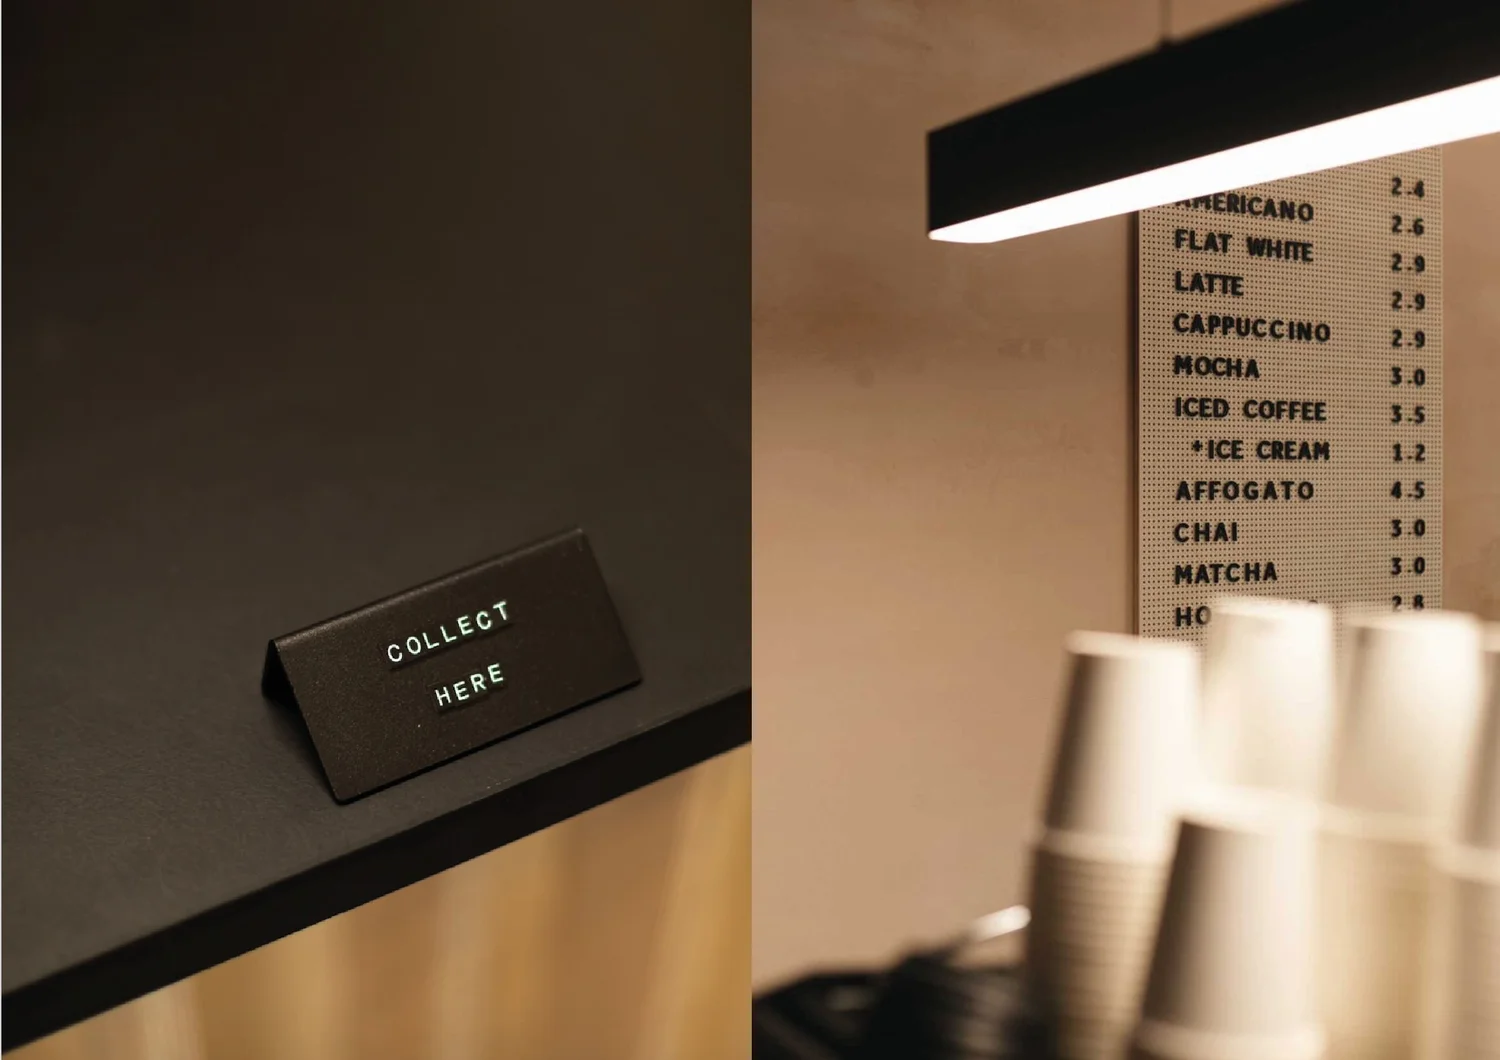 COLLECT
HERE
2.4
AMERICANO 2.6
FLAT WHITE 2.9
LATTE 2.9
CAPPUCCINO 2.9
MOCHA 3.0
ICED COFFEE 3.5
+ICE CREAM 1.2
AFFOGATO 4.5
CHAI 3.0
MATCHA 3.0
2.8